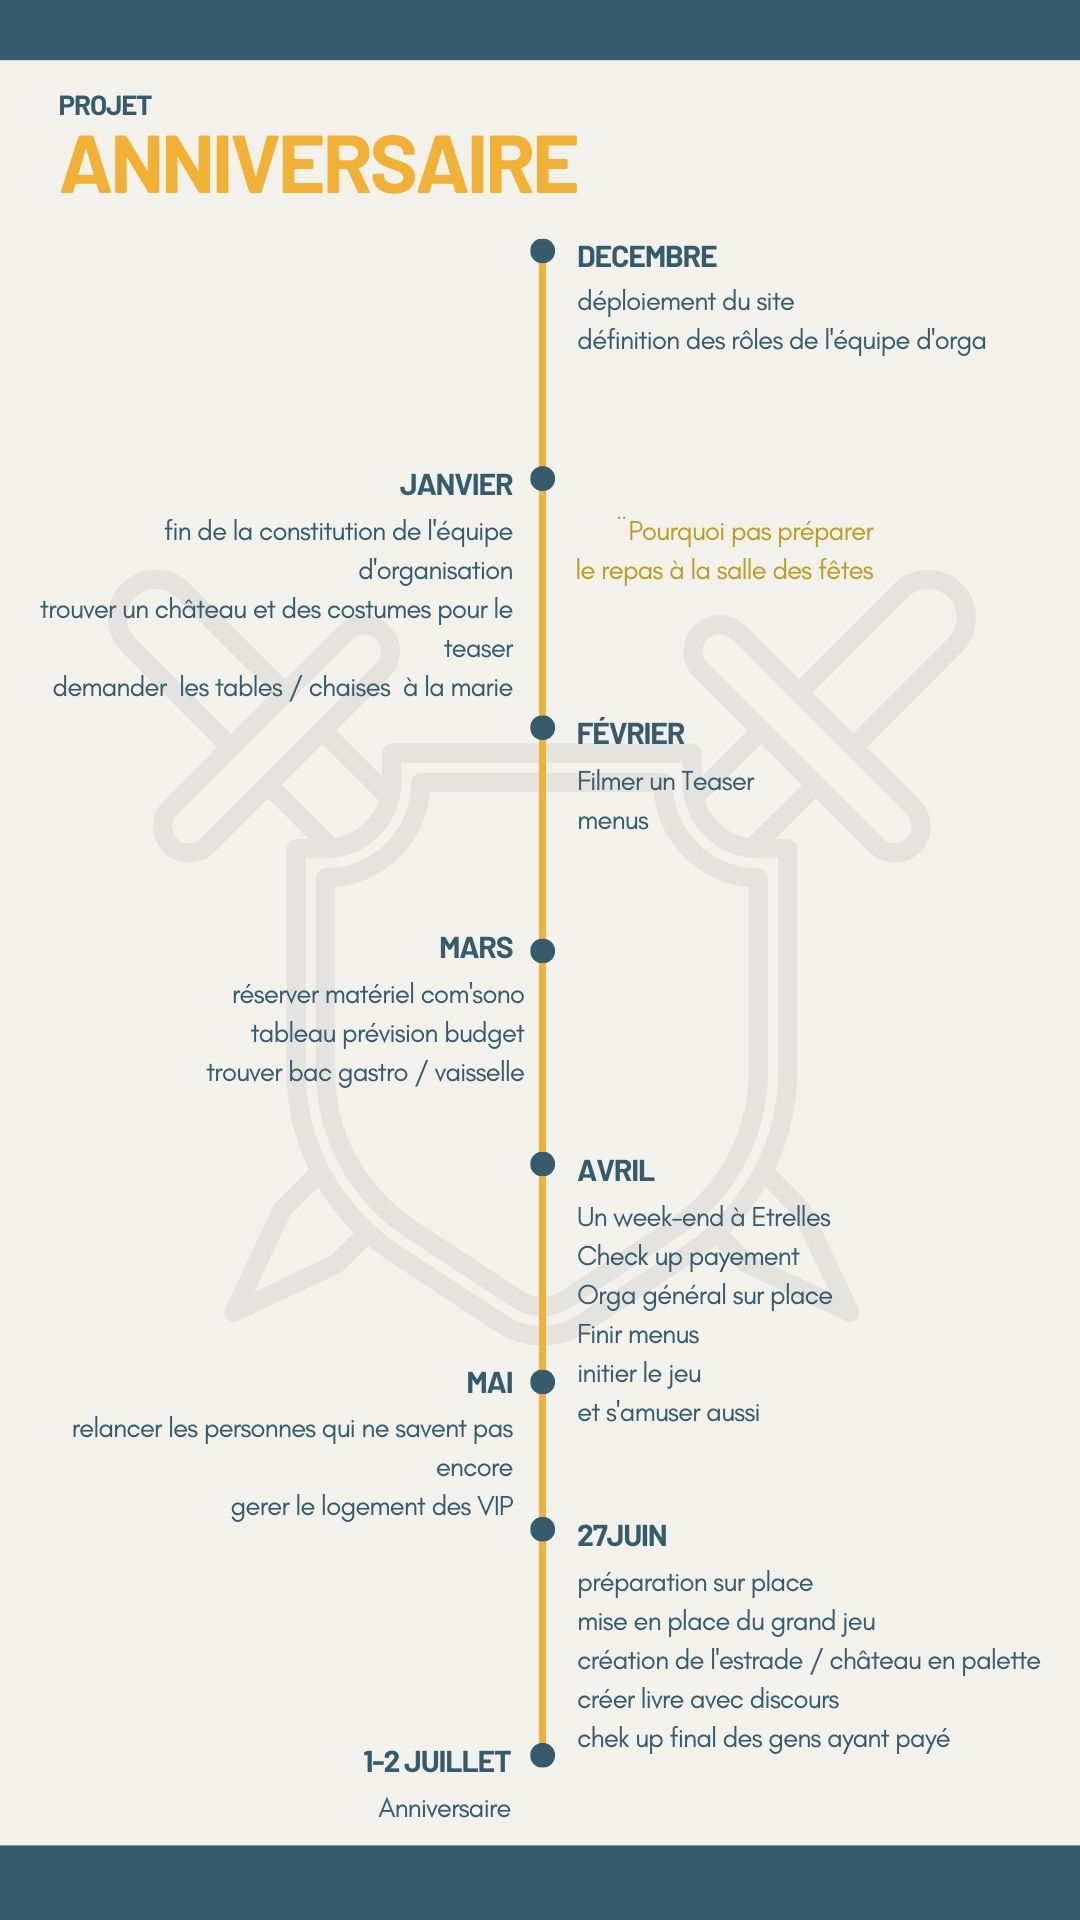 PROJET
ANNIVERSAIRE
DECEMBRE
déploiement du site
définition des rôles de l'équipe d'orga
JANVIER
fin de la constitution de l'équipe
d'organisation
trouver un château et des costumes pour le
teaser
demander  les tables / chaises  à la marie
¨Pourquoi pas préparer
le repas à la salle des fêtes
FÉVRIER
Filmer un Teaser
menus
MARS
réserver matériel com'sono
tableau prévision budget
trouver bac gastro / vaisselle
AVRIL
Un week-end à Etrelles
Check up payement
Orga général sur place
Finir menus
initier le jeu
et s'amuser aussi
MAI
relancer les personnes qui ne savent pas
encore
gerer le logement des VIP
27JUIN
préparation sur place
mise en place du grand jeu
création de l'estrade / château en palette
créer livre avec discours
chek up final des gens ayant payé
1-2 JUILLET
Anniversaire